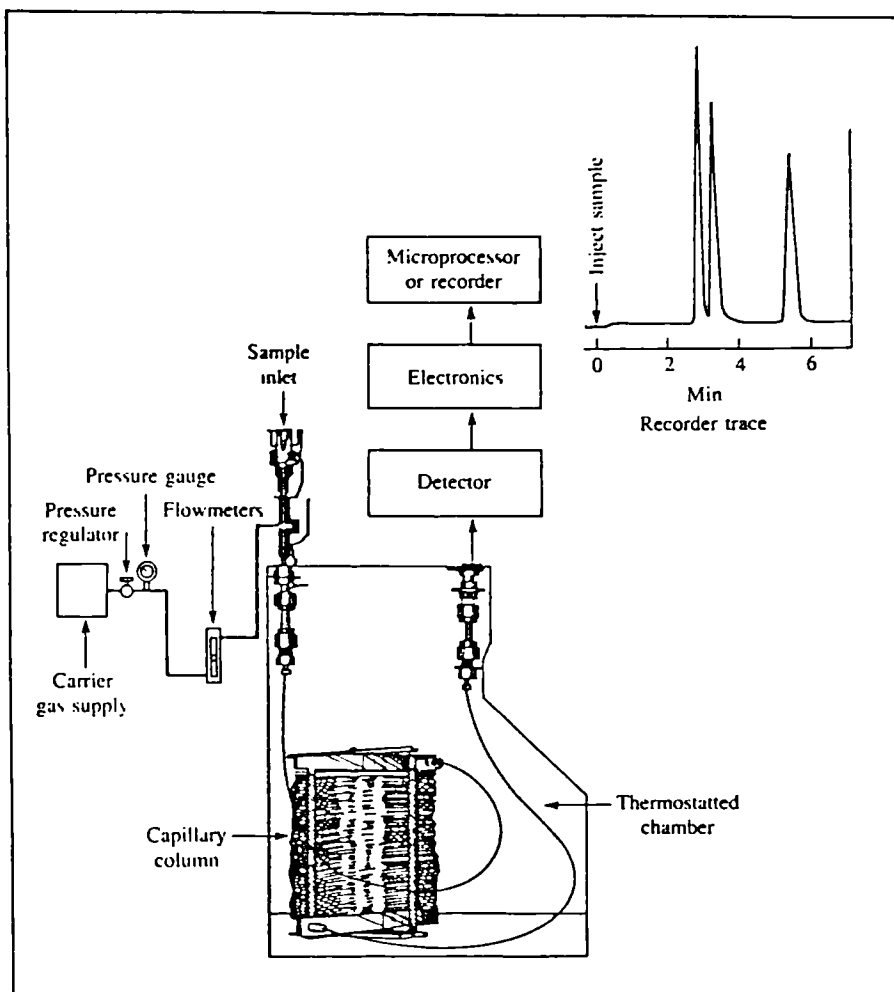 Inject sample
Microprocessor
or recorder
Sample
inlet
Electronics
0 2 4 6
Min
Recorder trace
Pressure gauge
Detector
Pressure
regulator
Flowmeters
Carrier
gas supply
Thermostatted
chamber
Capillary
column